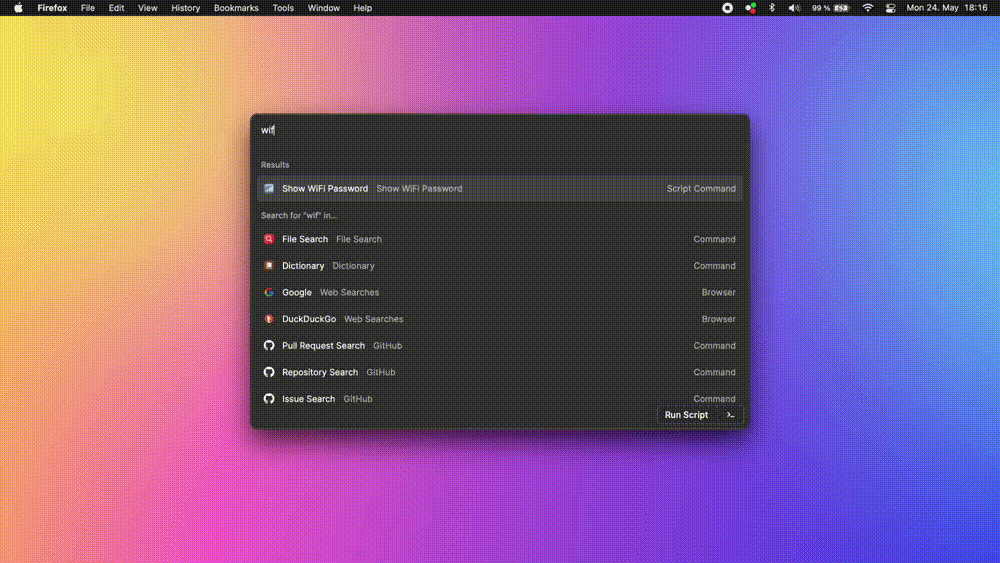 Firefox File Edit View History Bookmarks Tools Window Help 99 % Mon 24. May 18:16
wif
Results
Show WiFi Password Show WiFi Password Script Command
Search for "wif" in...
File Search File Search Command
Dictionary Dictionary Command
Google Web Searches Browser
DuckDuckGo Web Searches Browser
Pull Request Search GitHub Command
Repository Search GitHub Command
Issue Search GitHub Command
Run Script